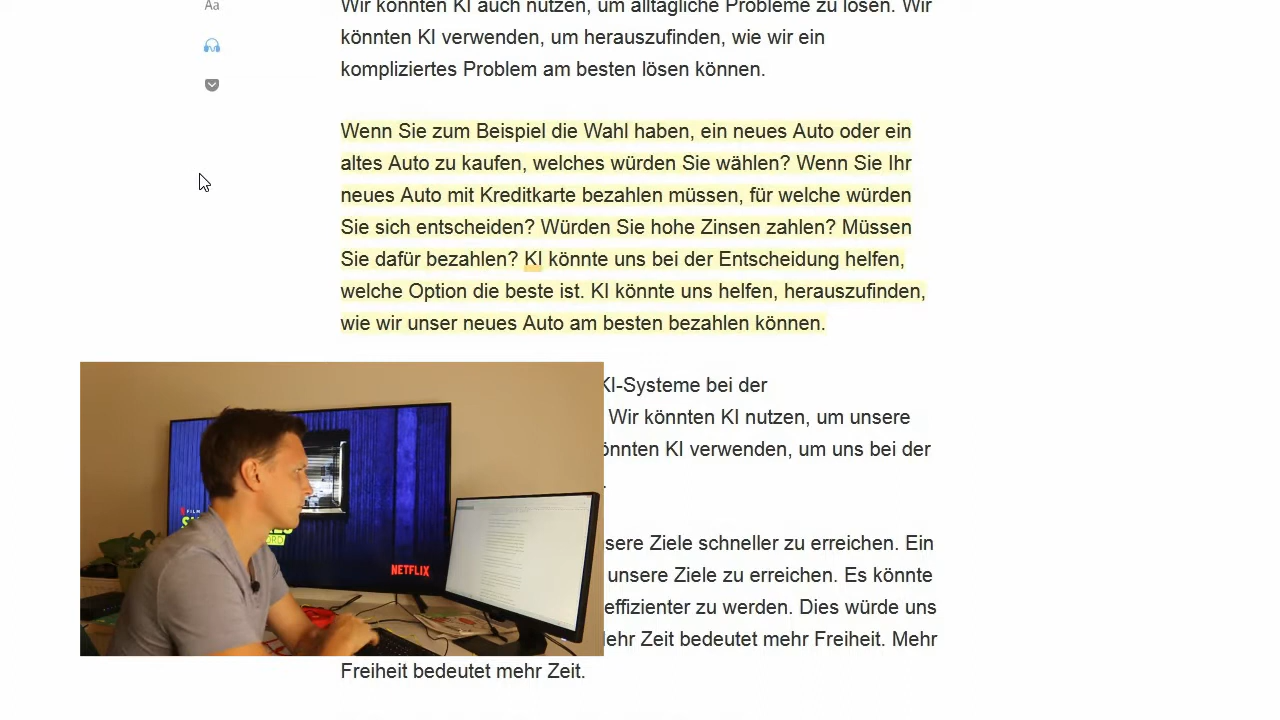 Aa
Wir könnten KI auch nutzen, um alltägliche Probleme zu lösen. Wir
könnten KI verwenden, um herauszufinden, wie wir ein
kompliziertes Problem am besten lösen können.
Wenn Sie zum Beispiel die Wahl haben, ein neues Auto oder ein
altes Auto zu kaufen, welches würden Sie wählen? Wenn Sie Ihr
neues Auto mit Kreditkarte bezahlen müssen, für welche würden
Sie sich entscheiden? Würden Sie hohe Zinsen zahlen? Müssen
Sie dafür bezahlen? KI könnte uns bei der Entscheidung helfen,
welche Option die beste ist. KI könnte uns helfen, herauszufinden,
wie wir unser neues Auto am besten bezahlen können.
KI-Systeme bei der
Wir könnten KI nutzen, um unsere
KI verwenden, um uns bei der
Ziele schneller zu erreichen. Ein
unsere Ziele zu erreichen. Es könnte
effizienter zu werden. Dies würde uns
Zeit bedeutet mehr Freiheit. Mehr
Freiheit bedeutet mehr Zeit.
NETFLIX